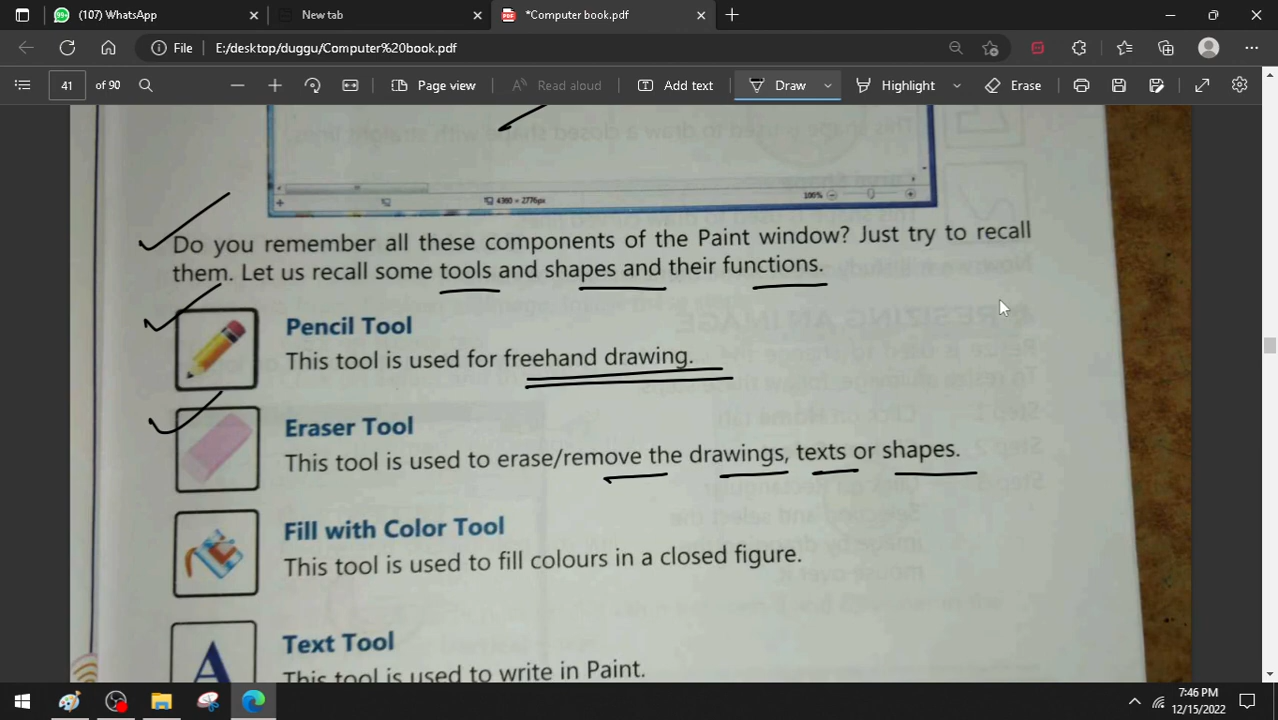 (107) WhatsApp
New tab
*Computer book.pdf
File
E:/desktop/duggu/Computer%20book.pdf
41 of 90
Page view
Read aloud
Add text
Draw
Highlight
Erase
100%
4360 × 2776px
Do you remember all these components of the Paint window? Just try to recall
them. Let us recall some tools and shapes and their functions.
Pencil Tool
This tool is used for freehand drawing.
Eraser Tool
This tool is used to erase/remove the drawings, texts or shapes.
Fill with Color Tool
This tool is used to fill colours in a closed figure.
A
Text Tool
This tool is used to write in Paint.
99+
7:46 PM
12/15/2022